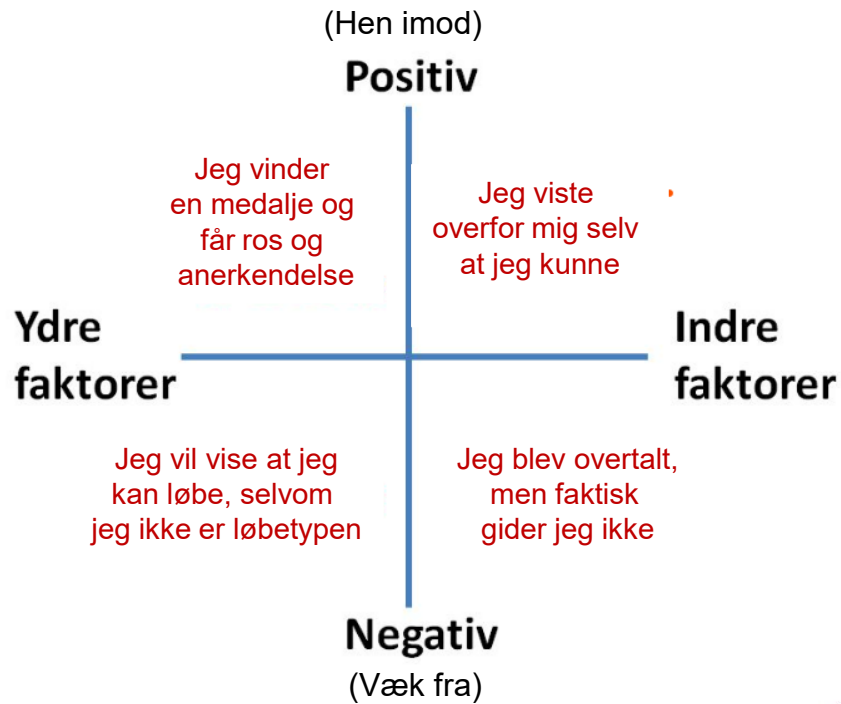 (Hen imod)
Positiv
Jeg vinder
en medalje og
får ros og
anerkendelse
Jeg viste
overfor mig selv
at jeg kunne
Ydre
faktorer
Indre
faktorer
Jeg vil vise at jeg
kan løbe, selvom
jeg ikke er løbetypen
Jeg blev overtalt,
men faktisk
gider jeg ikke
Negativ
(Væk fra)